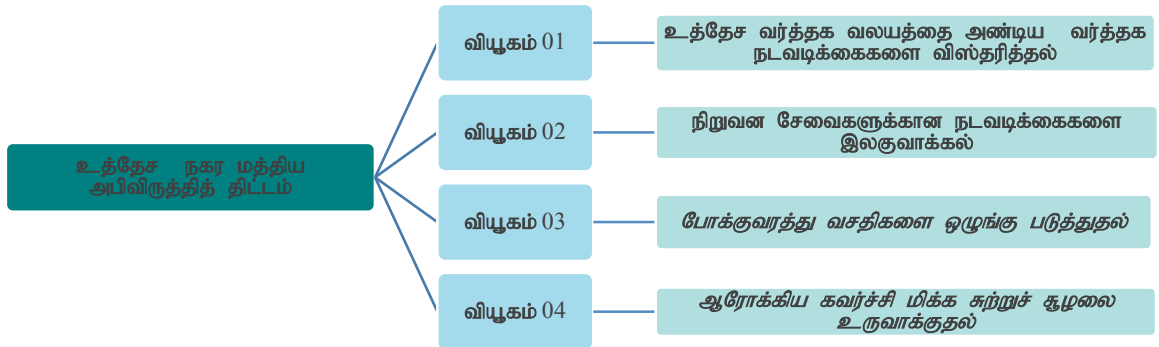 உத்தேச நகர மத்திய
அபிவிருத்தித் திட்டம்
வியூகம் 01
உத்தேச வர்த்தக வலயத்தை அண்டிய வர்த்தக
நடவடிக்கைகளை விஸ்தரித்தல்
வியூகம் 02
நிறுவன சேவைகளுக்கான நடவடிக்கைகளை
இலகுவாக்கல்
வியூகம் 03
போக்குவரத்து வசதிகளை ஒழுங்கு படுத்துதல்
வியூகம் 04
ஆரோக்கிய கவர்ச்சி மிக்க சுற்றுச் சூழலை
உருவாக்குதல்